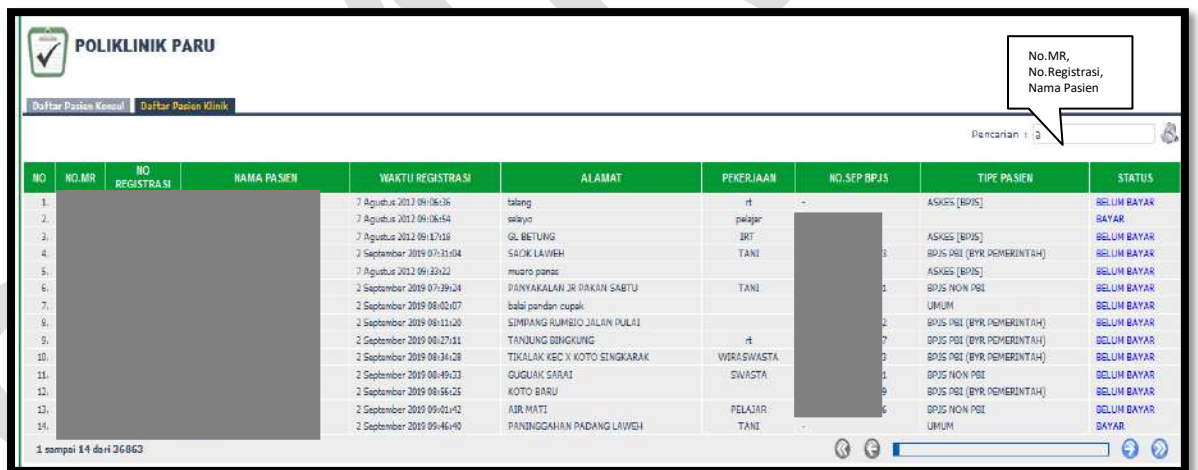 POLIKLINIK PARU
No.MR,
No.Registrasi,
Nama Pasien
Daftar Pasien Konsul Daftar Pasien Klinik
Pencarian : a
NO NO.MR NO REGISTRASI NAMA PASIEN WAKTU REGISTRASI ALAMAT PEKERJAAN NO.SEP BPJS TIPE PASIEN STATUS
1. 7 Agustus 2012 09:06:36 talang rt - ASKES [BPJS] BELUM BAYAR
2. 7 Agustus 2012 09:06:54 selayo pelajar BAYAR
3. 7 Agustus 2012 09:17:18 GL BETUNG IRT ASKES [BPJS] BELUM BAYAR
4. 2 September 2019 07:31:04 SAOK LAWEH TANI 3 BPJS PBI (BYR PEMERINTAH) BELUM BAYAR
5. 7 Agustus 2012 09:33:22 muaro panas ASKES [BPJS] BELUM BAYAR
6. 2 September 2019 07:39:24 PANYAKALAN JR PAKAN SABTU TANI 1 BPJS NON PBI BELUM BAYAR
7. 2 September 2019 08:02:07 balai pandan cupak UMUM BELUM BAYAR
8. 2 September 2019 08:11:20 SIMPANG RUMBIO JALAN PULAI 2 BPJS PBI (BYR PEMERINTAH) BELUM BAYAR
9. 2 September 2019 08:27:11 TANJUNG BINGKUNG rt 7 BPJS PBI (BYR PEMERINTAH) BELUM BAYAR
10. 2 September 2019 08:34:28 TIKALAK KEC X KOTO SINGKARAK WIRASWASTA 3 BPJS PBI (BYR PEMERINTAH) BELUM BAYAR
11. 2 September 2019 08:49:33 GUGUAK SARAI SWASTA 1 BPJS NON PBI BELUM BAYAR
12. 2 September 2019 08:56:25 KOTO BARU 9 BPJS PBI (BYR PEMERINTAH) BELUM BAYAR
13. 2 September 2019 09:01:42 AIR MATI PELAJAR 6 BPJS NON PBI BELUM BAYAR
14. 2 September 2019 09:46:40 PANINGGAHAN PADANG LAWEH TANI - UMUM BAYAR
1 sampai 14 dari 36863